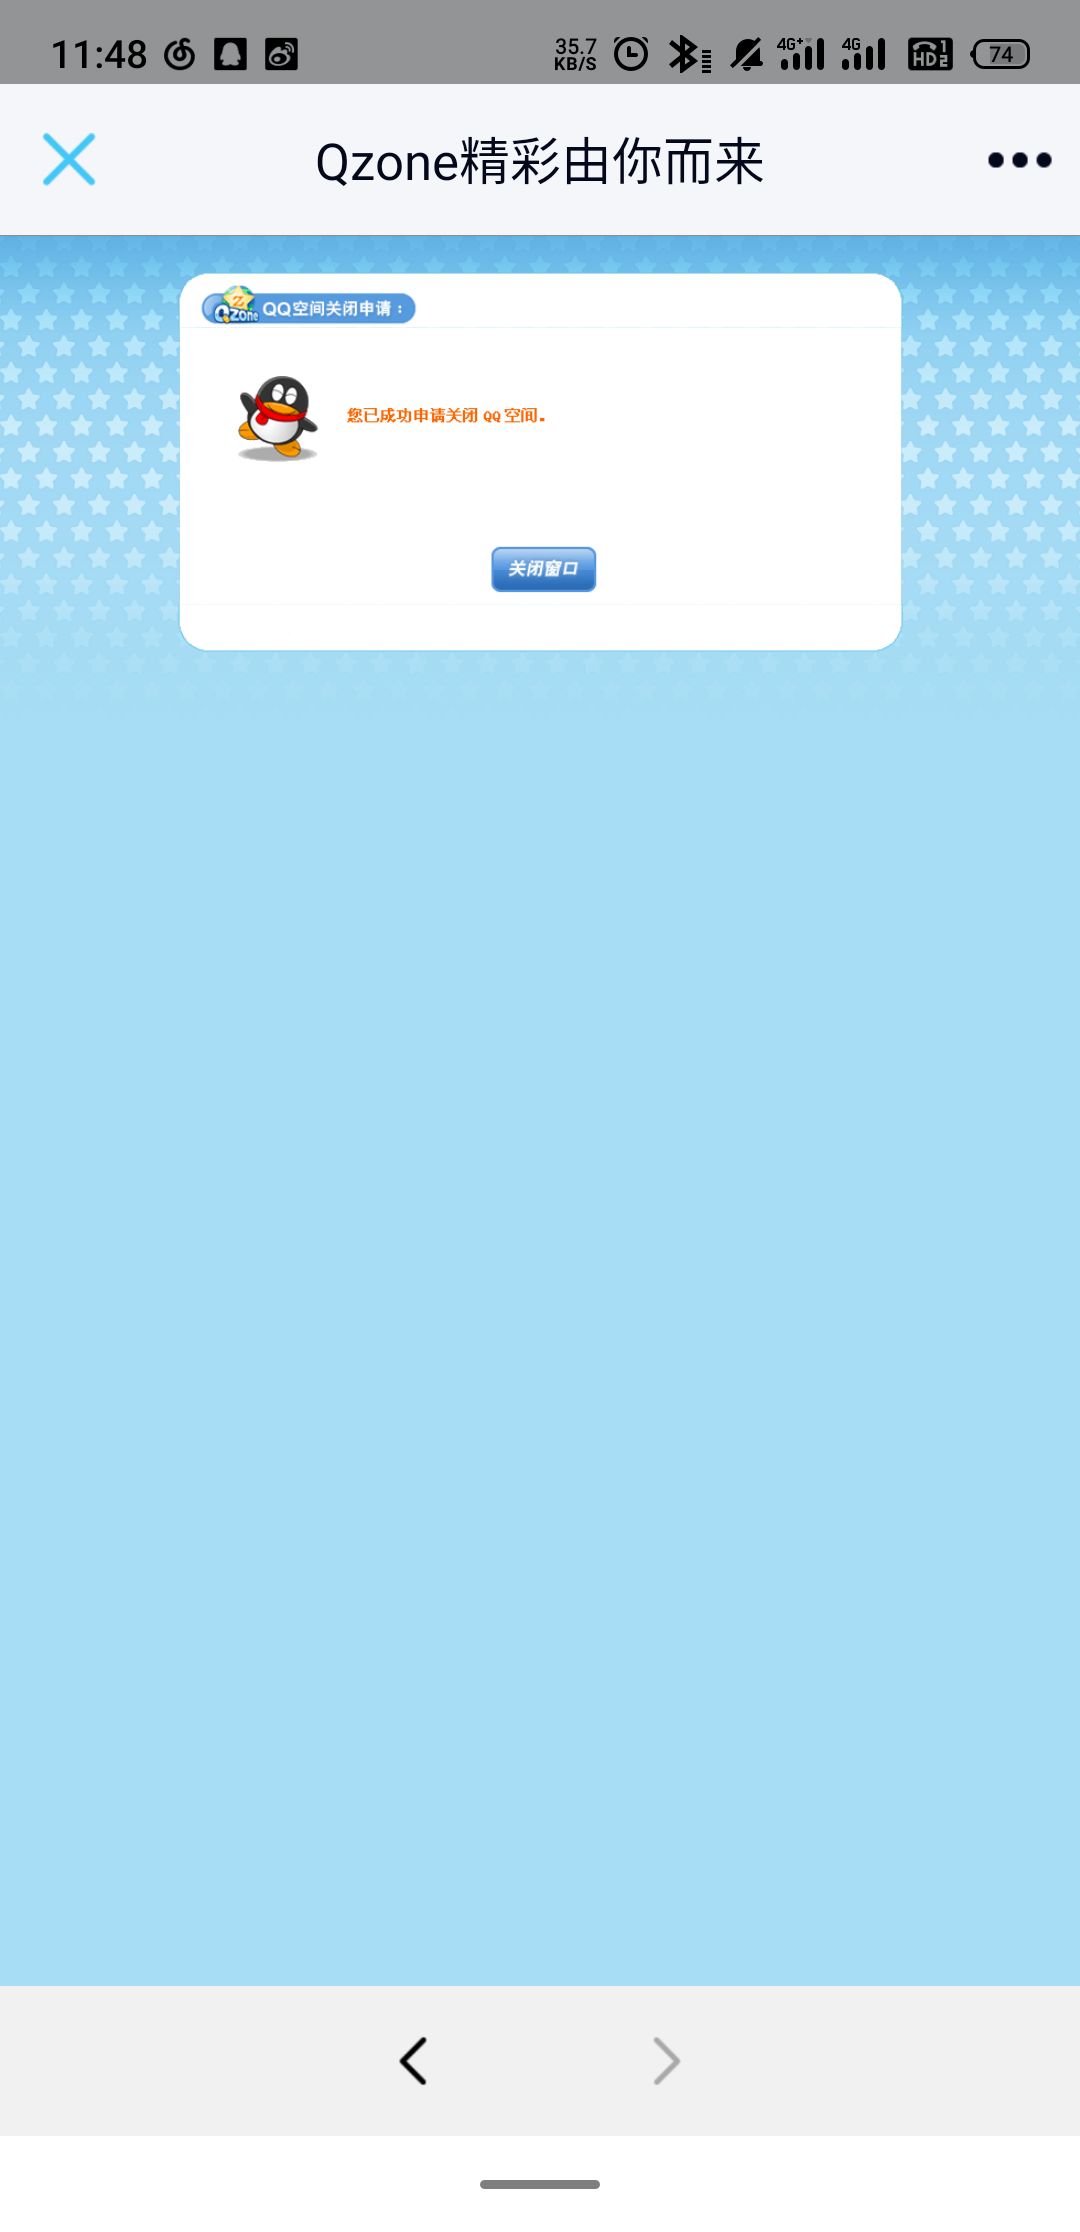 11:48
35.7 KB/S
4G+
4G
HD 1 2
74
Qzone精彩由你而来
Qzone QQ空间关闭申请：
您已成功申请关闭 QQ 空间。
关闭窗口